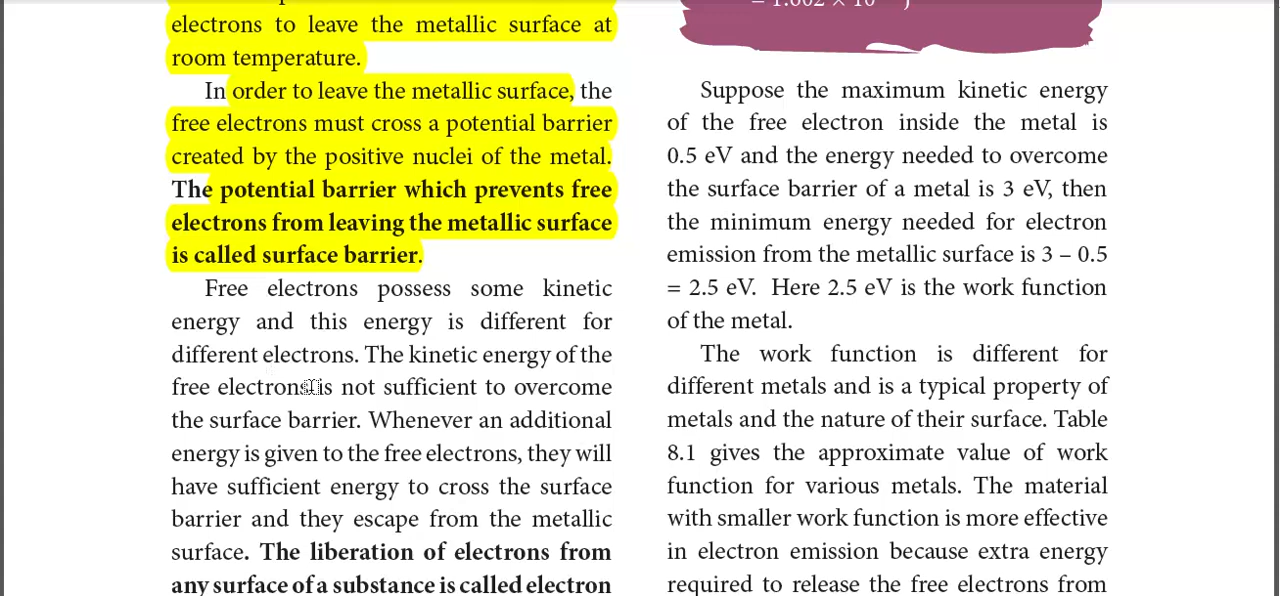 electrons to leave the metallic surface at
room temperature.
In order to leave the metallic surface, the
free electrons must cross a potential barrier
created by the positive nuclei of the metal.
The potential barrier which prevents free
electrons from leaving the metallic surface
is called surface barrier.
Free electrons possess some kinetic
energy and this energy is different for
different electrons. The kinetic energy of the
free electrons is not sufficient to overcome
the surface barrier. Whenever an additional
energy is given to the free electrons, they will
have sufficient energy to cross the surface
barrier and they escape from the metallic
surface. The liberation of electrons from
any surface of a substance is called electron
= 1.602 × 10 J
Suppose the maximum kinetic energy
of the free electron inside the metal is
0.5 eV and the energy needed to overcome
the surface barrier of a metal is 3 eV, then
the minimum energy needed for electron
emission from the metallic surface is 3 – 0.5
= 2.5 eV. Here 2.5 eV is the work function
of the metal.
The work function is different for
different metals and is a typical property of
metals and the nature of their surface. Table
8.1 gives the approximate value of work
function for various metals. The material
with smaller work function is more effective
in electron emission because extra energy
required to release the free electrons from